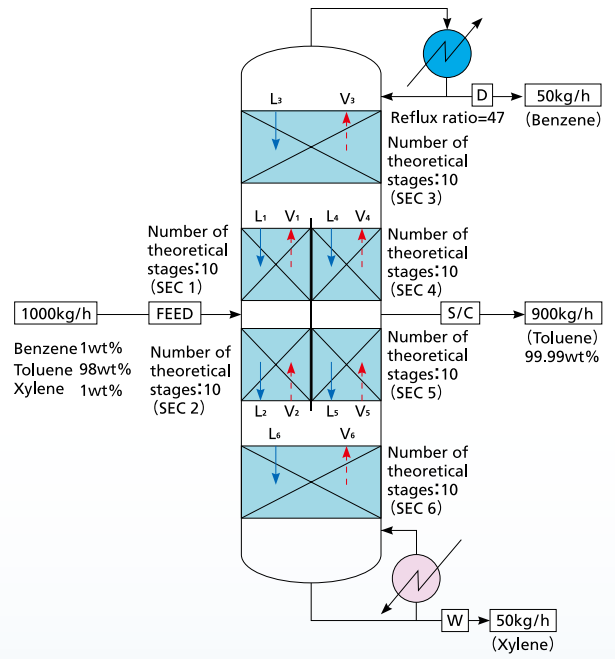 D
50kg/h
(Benzene)
Reflux ratio=47
L3
V3
Number of
theoretical
stages:10
(SEC 3)
Number of
theoretical
stages:10
(SEC 1)
L1
V1
L4
V4
Number of
theoretical
stages:10
(SEC 4)
1000kg/h
FEED
S/C
900kg/h
(Toluene)
99.99wt%
Benzene 1wt%
Toluene 98wt%
Xylene 1wt%
Number of
theoretical
stages:10
(SEC 2)
L2
V2
L5
V5
Number of
theoretical
stages:10
(SEC 5)
L6
V6
Number of
theoretical
stages:10
(SEC 6)
W
50kg/h
(Xylene)